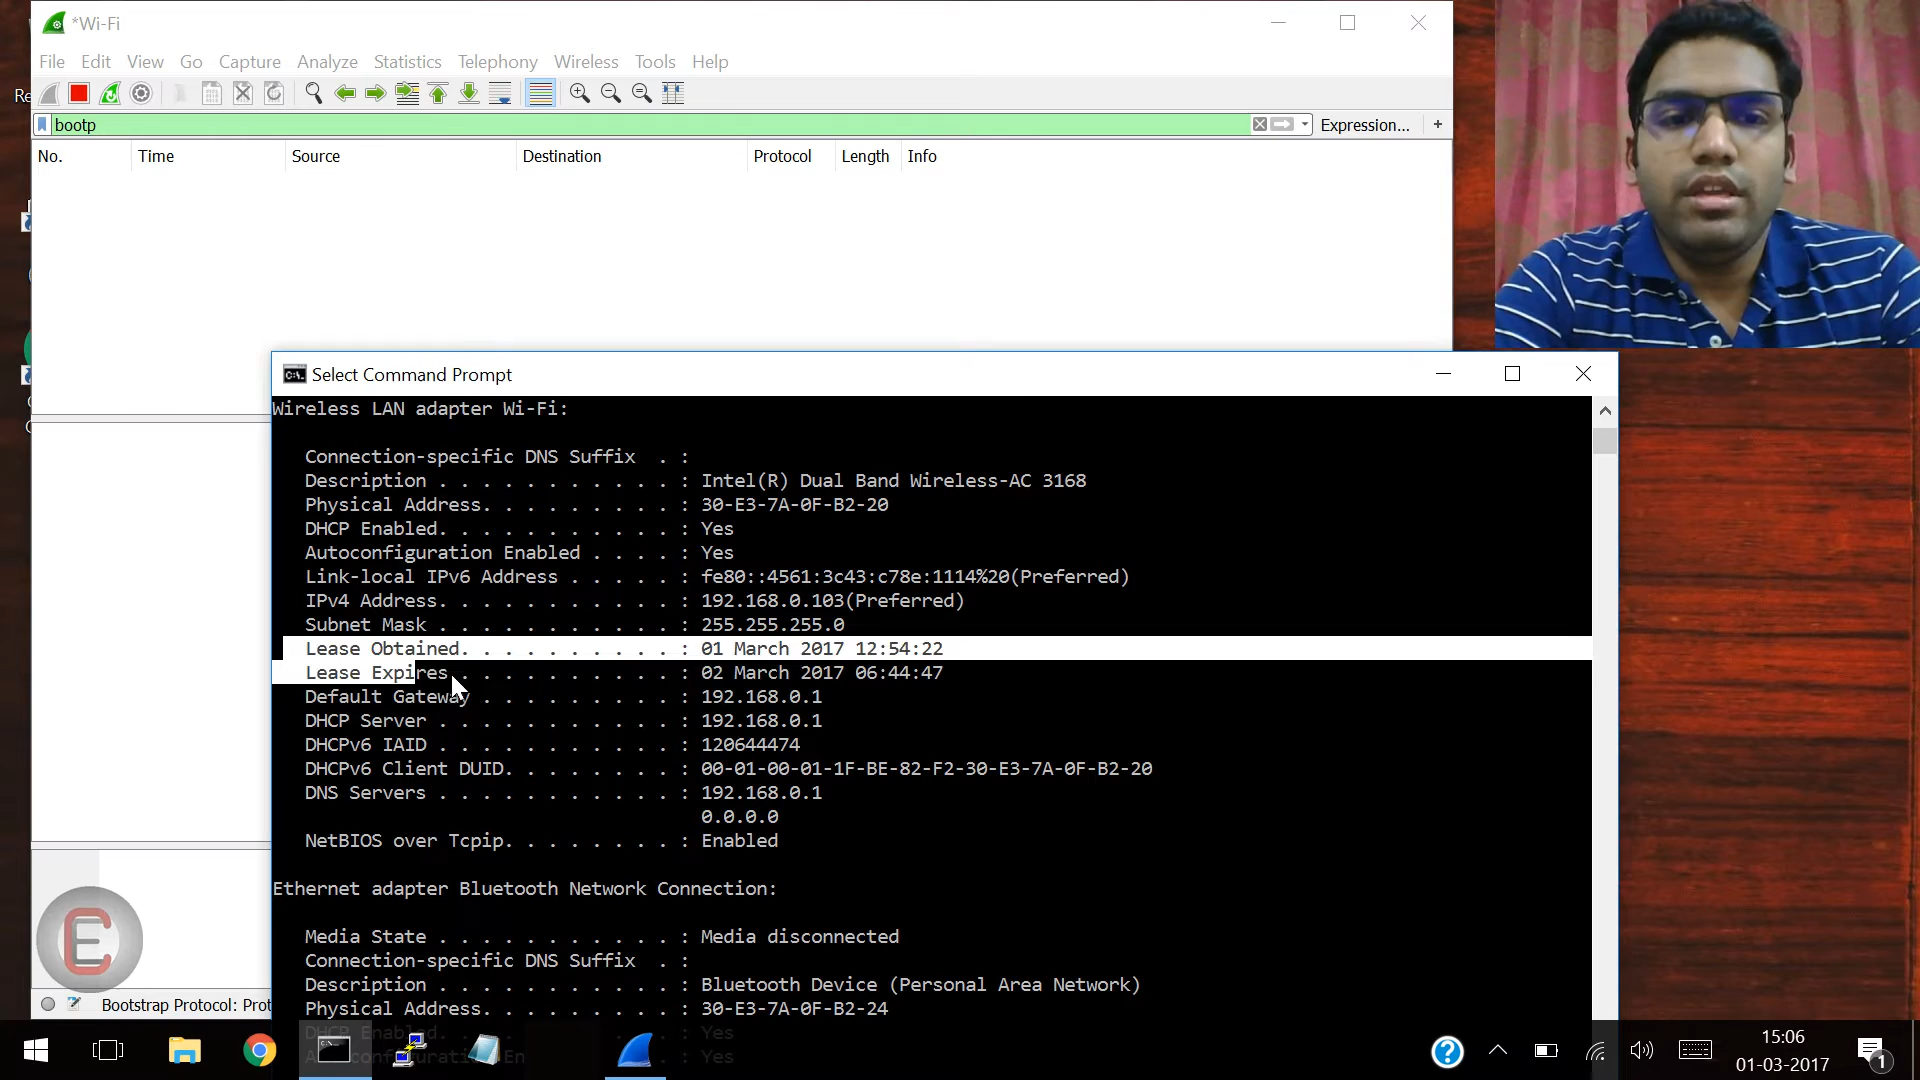 *Wi-Fi
File Edit View Go Capture Analyze Statistics Telephony Wireless Tools Help
Re
bootp
Expression... +
No. Time Source Destination Protocol Length Info
Select Command Prompt
Wireless LAN adapter Wi-Fi:
Connection-specific DNS Suffix . :
Description . . . . . . . . . . . : Intel(R) Dual Band Wireless-AC 3168
Physical Address. . . . . . . . . : 30-E3-7A-0F-B2-20
DHCP Enabled. . . . . . . . . . . : Yes
Autoconfiguration Enabled . . . . : Yes
Link-local IPv6 Address . . . . . : fe80::4561:3c43:c78e:1114%20(Preferred)
IPv4 Address. . . . . . . . . . . : 192.168.0.103(Preferred)
Subnet Mask . . . . . . . . . . . : 255.255.255.0
Lease Obtained. . . . . . . . . . : 01 March 2017 12:54:22
Lease Expires . . . . . . . . . . : 02 March 2017 06:44:47
Default Gateway . . . . . . . . . : 192.168.0.1
DHCP Server . . . . . . . . . . . : 192.168.0.1
DHCPv6 IAID . . . . . . . . . . . : 120644474
DHCPv6 Client DUID. . . . . . . . : 00-01-00-01-1F-BE-82-F2-30-E3-7A-0F-B2-20
DNS Servers . . . . . . . . . . . : 192.168.0.1
0.0.0.0
NetBIOS over Tcpip. . . . . . . . : Enabled
Ethernet adapter Bluetooth Network Connection:
Media State . . . . . . . . . . . : Media disconnected
Connection-specific DNS Suffix . :
Description . . . . . . . . . . . : Bluetooth Device (Personal Area Network)
Physical Address. . . . . . . . . : 30-E3-7A-0F-B2-24
DHCP Enabled. . . . . . . . . . . : Yes
Bootstrap Protocol: Prot
15:06
01-03-2017
1